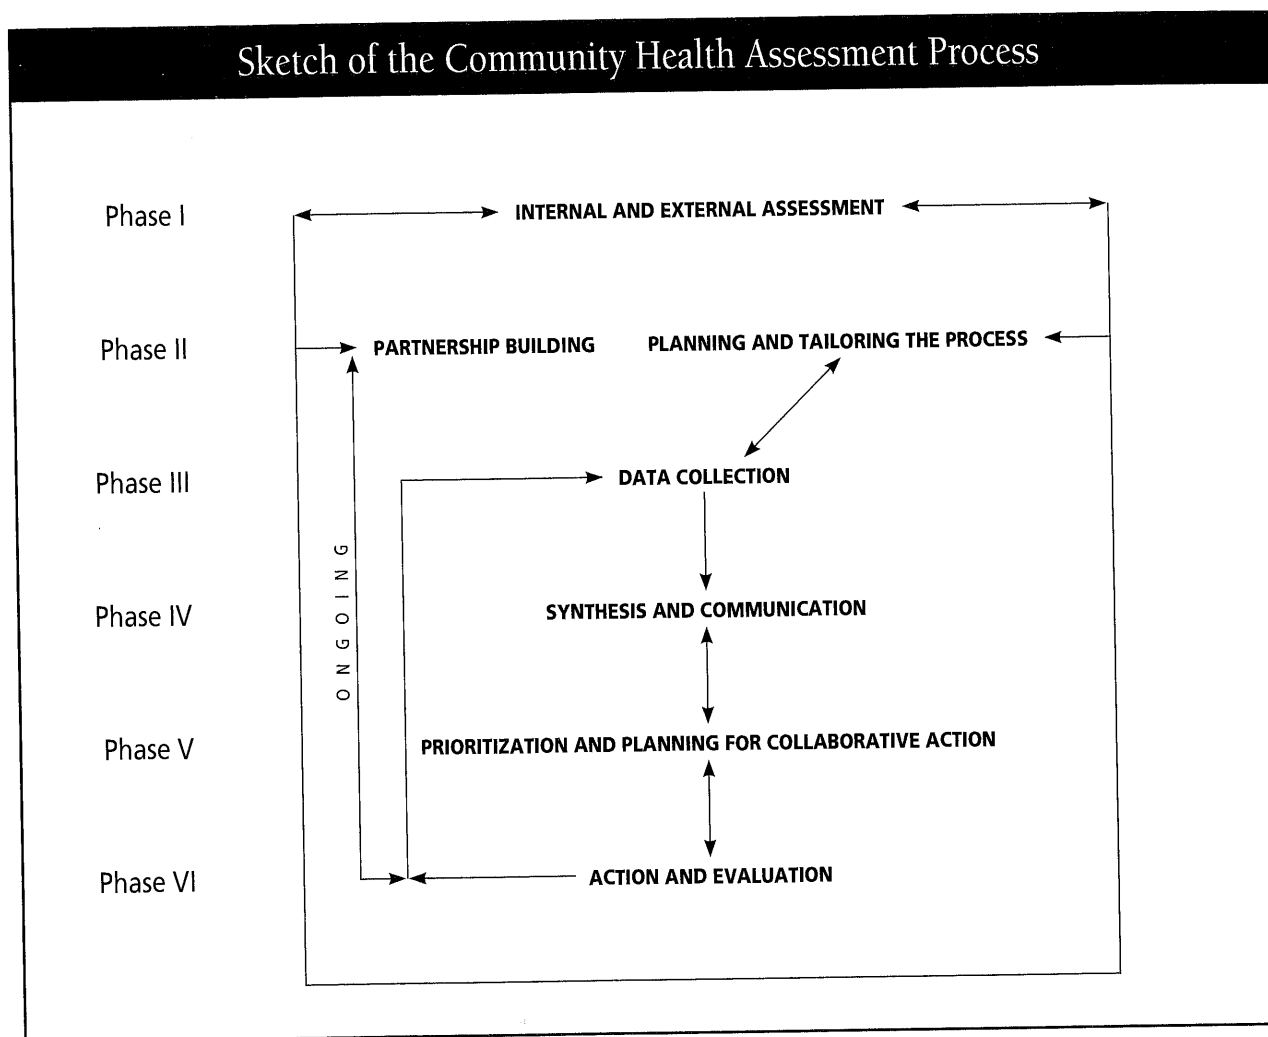 Sketch of the Community Health Assessment Process
Phase I
INTERNAL AND EXTERNAL ASSESSMENT
Phase II
PARTNERSHIP BUILDING
PLANNING AND TAILORING THE PROCESS
Phase III
DATA COLLECTION
ONGOING
Phase IV
SYNTHESIS AND COMMUNICATION
Phase V
PRIORITIZATION AND PLANNING FOR COLLABORATIVE ACTION
Phase VI
ACTION AND EVALUATION